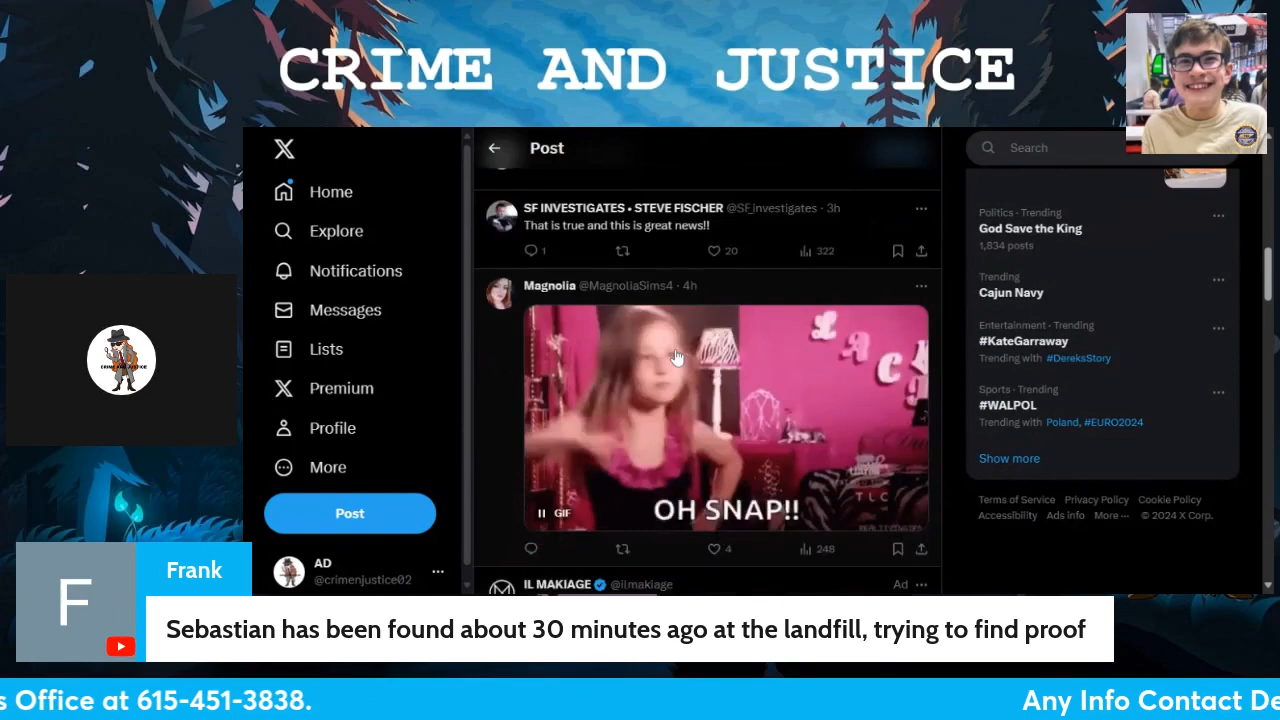 CRIME AND JUSTICE
Home
Explore
Notifications
Messages
Lists
Premium
Profile
More
Post
AD
@crimenjustice02
Post
SF INVESTIGATES • STEVE FISCHER @SF_investigates · 3h
That is true and this is great news!!
1 20 322
Magnolia @MagnoliaSims4 · 4h
Lack
TLC
OH SNAP!!
GIF
4 248
IL MAKIAGE @ilmakiage Ad
Search
Politics · Trending
God Save the King
1,834 posts
Trending
Cajun Navy
Entertainment · Trending
#KateGarraway
Trending with #DereksStory
Sports · Trending
#WALPOL
Trending with Poland, #EURO2024
Show more
Terms of Service Privacy Policy Cookie Policy
Accessibility Ads info More ··· © 2024 X Corp.
CRIME AND JUSTICE
F
Frank
Sebastian has been found about 30 minutes ago at the landfill, trying to find proof
s Office at 615-451-3838.
Any Info Contact De